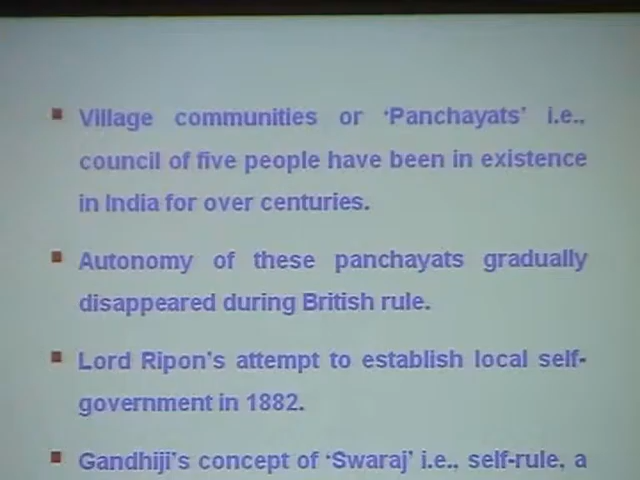 Village communities or ‘Panchayats’ i.e.,
council of five people have been in existence
in India for over centuries.
Autonomy of these panchayats gradually
disappeared during British rule.
Lord Ripon’s attempt to establish local self-
government in 1882.
Gandhiji’s concept of ‘Swaraj’ i.e., self-rule, a